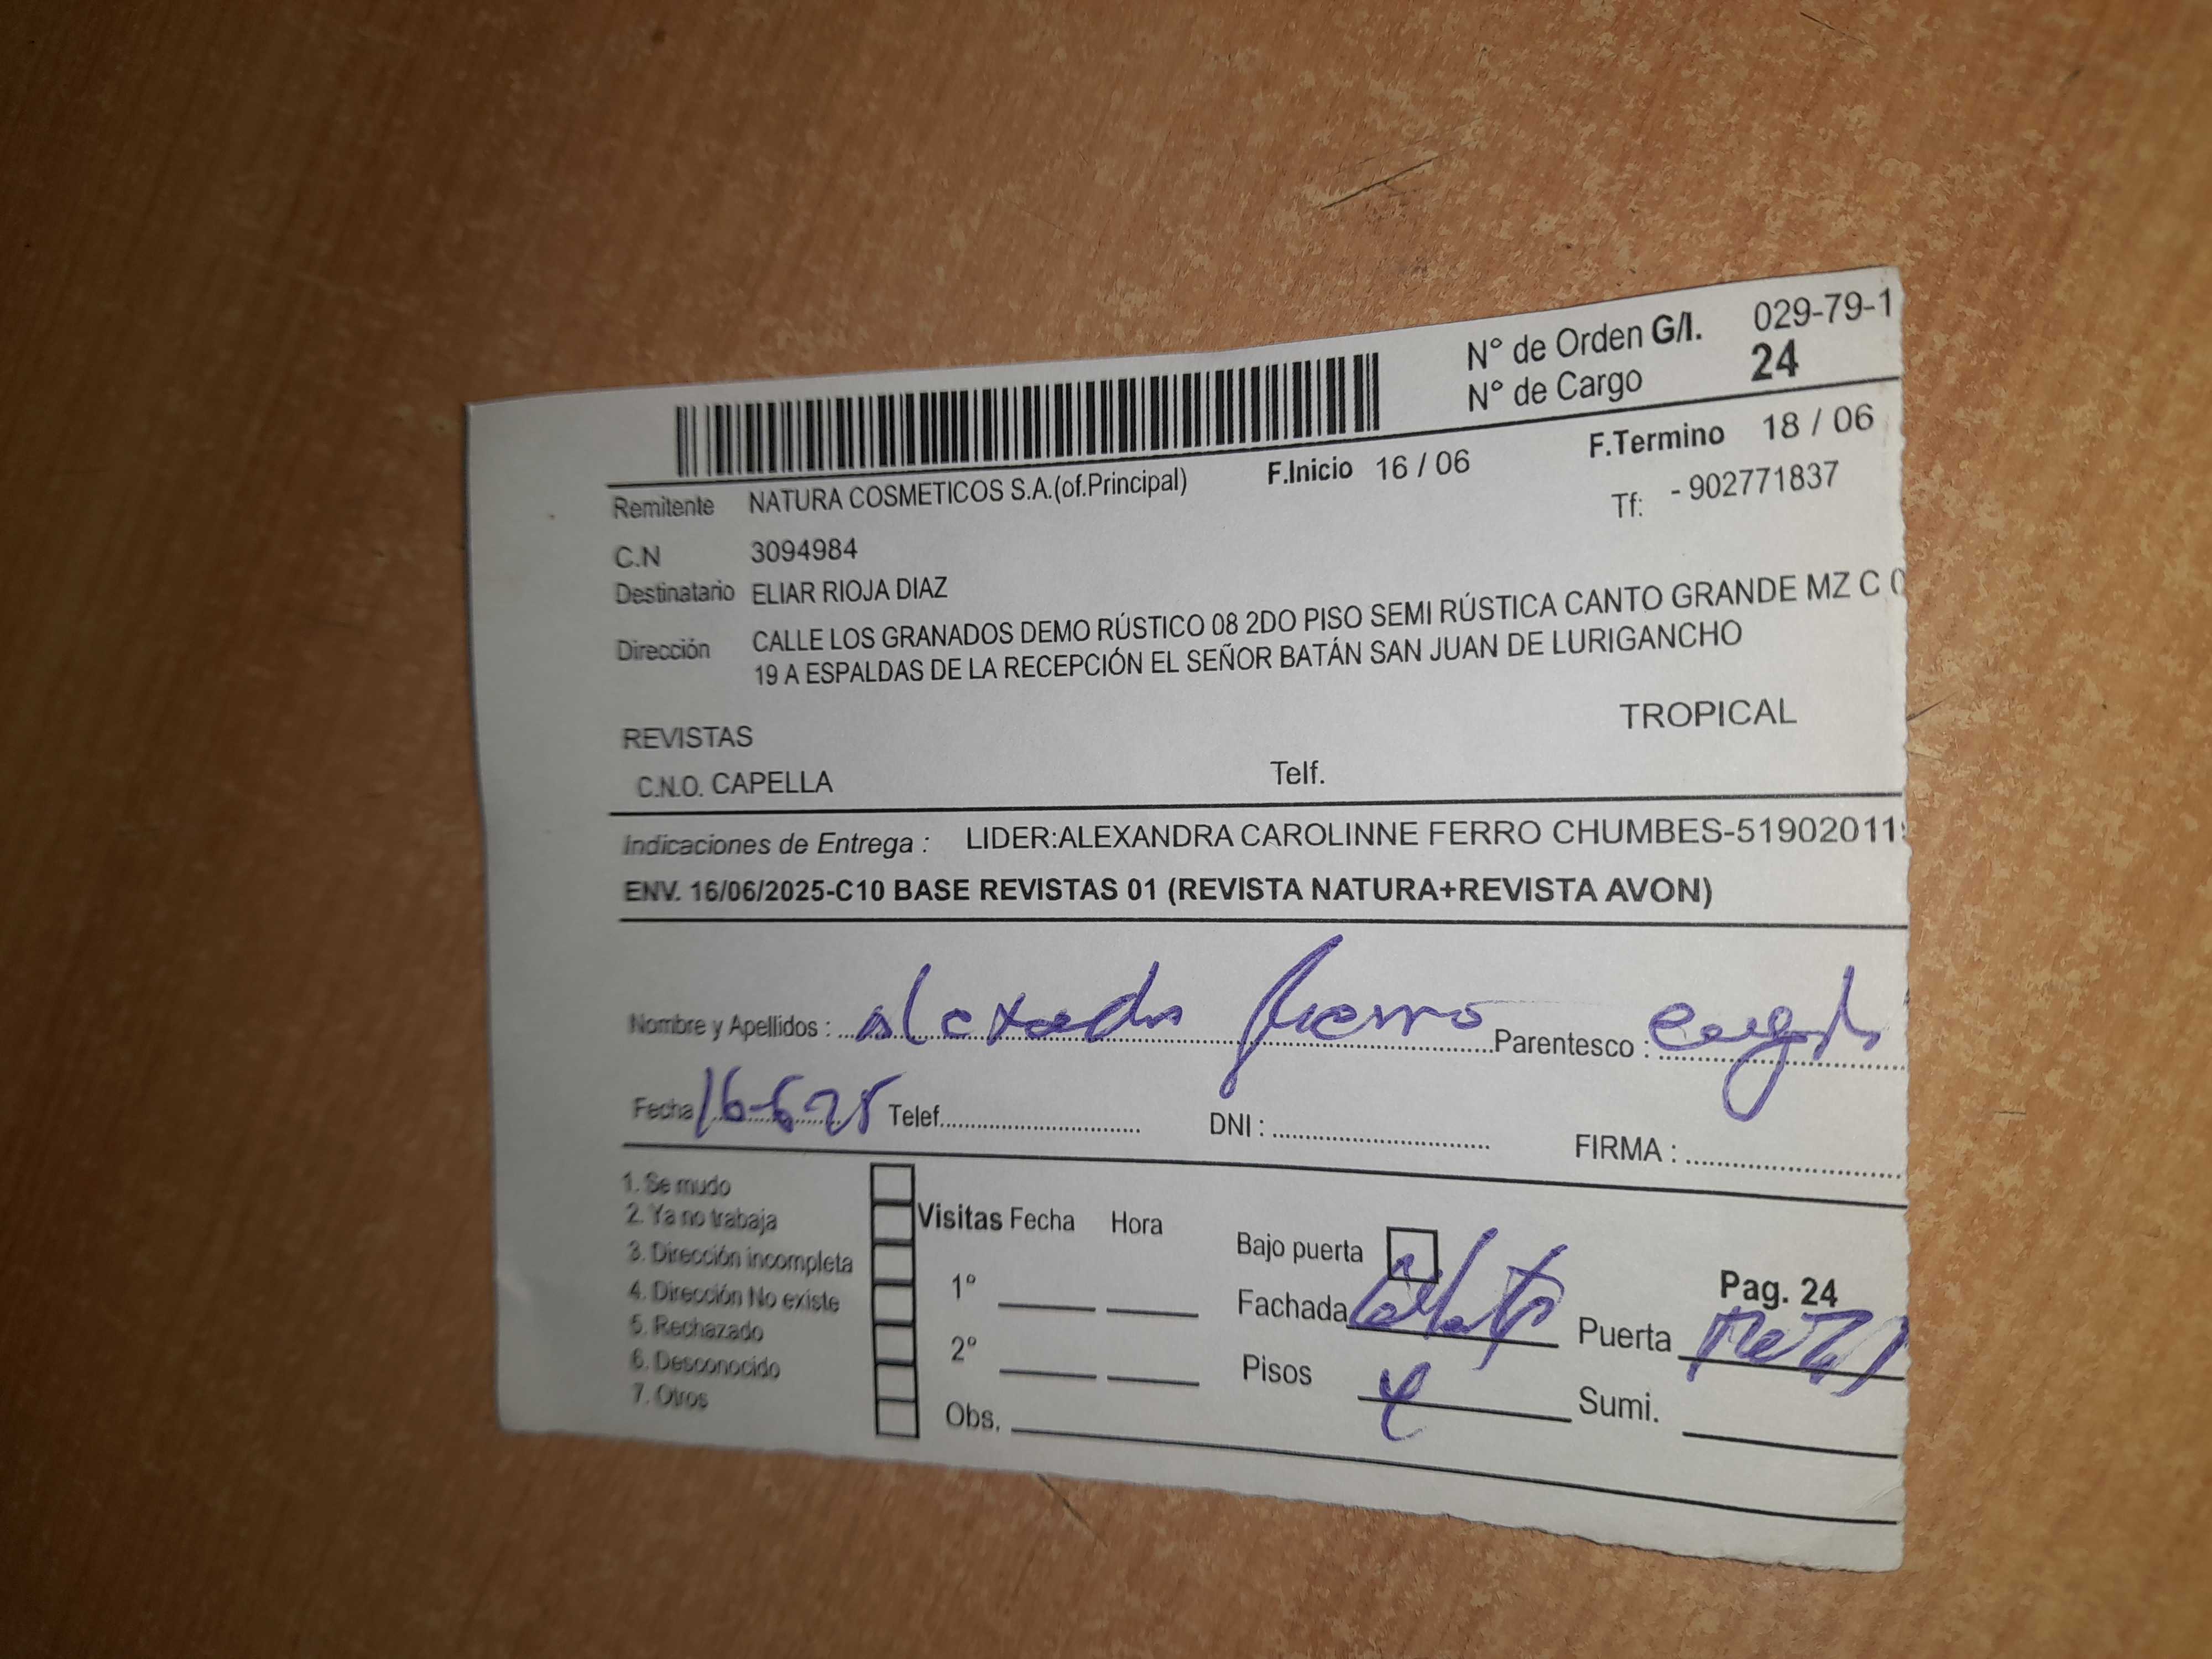 N° de Orden G/I. 029-79-1
N° de Cargo 24
Remitente NATURA COSMETICOS S.A.(of.Principal) F.Inicio 16 / 06 F.Termino 18 / 06
C.N 3094984 Tf: - 902771837
Destinatario ELIAR RIOJA DIAZ
Dirección CALLE LOS GRANADOS DEMO RÚSTICO 08 2DO PISO SEMI RÚSTICA CANTO GRANDE MZ C
19 A ESPALDAS DE LA RECEPCIÓN EL SEÑOR BATÁN SAN JUAN DE LURIGANCHO
REVISTAS TROPICAL
C.N.O. CAPELLA Telf.
Indicaciones de Entrega : LIDER:ALEXANDRA CAROLINNE FERRO CHUMBES-51902011
ENV. 16/06/2025-C10 BASE REVISTAS 01 (REVISTA NATURA+REVISTA AVON)
Nombre y Apellidos : Parentesco :
Fecha 16-6-25 Telef. DNI : FIRMA :
1. Se mudo
2. Ya no trabaja Visitas Fecha Hora
3. Dirección incompleta Bajo puerta
4. Dirección No existe 1° Fachada Puerta Pag. 24
5. Rechazado
6. Desconocido 2° Pisos Sumi.
7. Otros Obs.